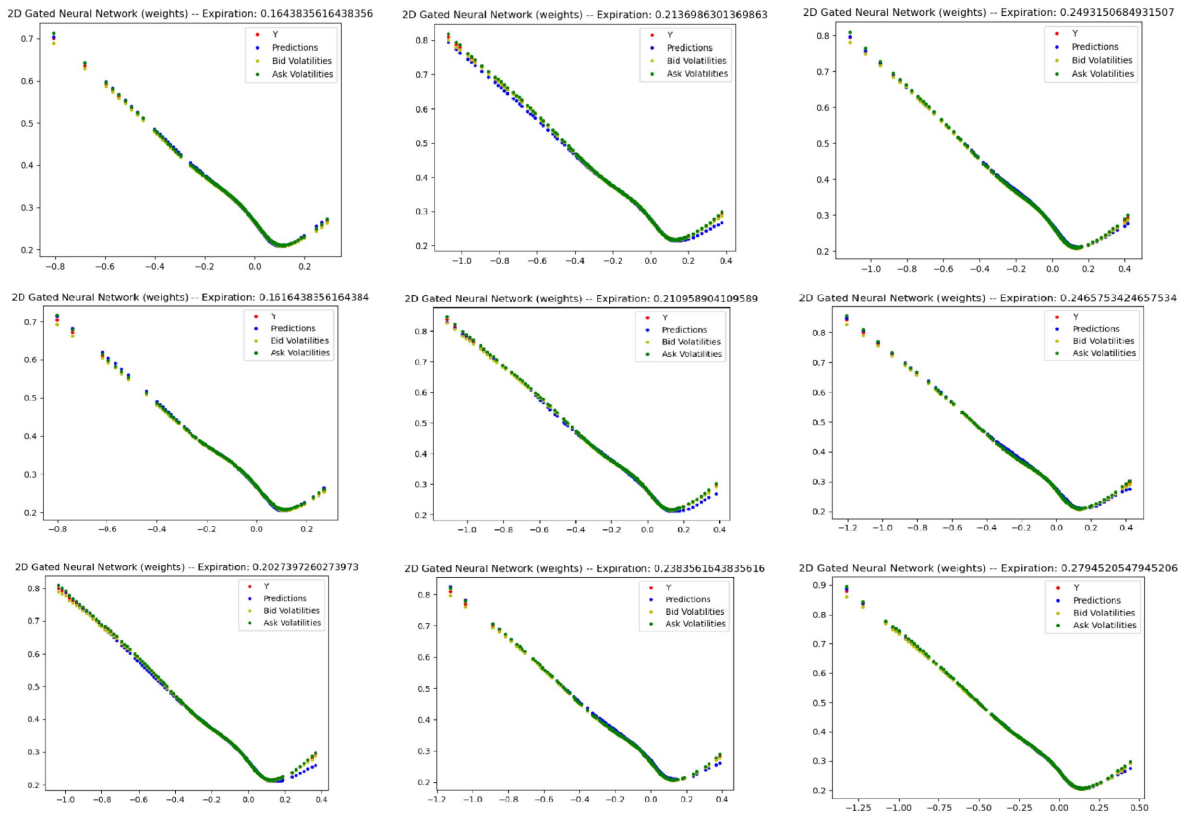 2D Gated Neural Network (weights) -- Expiration: 0.1643835616438356
Y
Predictions
Bid Volatilities
Ask Volatilities
0.7
0.6
0.5
0.4
0.3
0.2
−0.8 −0.6 −0.4 −0.2 0.0 0.2
2D Gated Neural Network (weights) -- Expiration: 0.2136986301369863
Y
Predictions
Bid Volatilities
Ask Volatilities
0.8
0.7
0.6
0.5
0.4
0.3
0.2
−1.0 −0.8 −0.6 −0.4 −0.2 0.0 0.2 0.4
2D Gated Neural Network (weights) -- Expiration: 0.2493150684931507
Y
Predictions
Bid Volatilities
Ask Volatilities
0.8
0.7
0.6
0.5
0.4
0.3
0.2
−1.0 −0.8 −0.6 −0.4 −0.2 0.0 0.2 0.4
2D Gated Neural Network (weights) -- Expiration: 0.1616438356164384
Y
Predictions
Bid Volatilities
Ask Volatilities
0.7
0.6
0.5
0.4
0.3
0.2
−0.8 −0.6 −0.4 −0.2 0.0 0.2
2D Gated Neural Network (weights) -- Expiration: 0.210958904109589
Y
Predictions
Bid Volatilities
Ask Volatilities
0.8
0.7
0.6
0.5
0.4
0.3
0.2
−1.0 −0.8 −0.6 −0.4 −0.2 0.0 0.2 0.4
2D Gated Neural Network (weights) -- Expiration: 0.2465753424657534
Y
Predictions
Bid Volatilities
Ask Volatilities
0.8
0.7
0.6
0.5
0.4
0.3
0.2
−1.2 −1.0 −0.8 −0.6 −0.4 −0.2 0.0 0.2 0.4
2D Gated Neural Network (weights) -- Expiration: 0.2027397260273973
Y
Predictions
Bid Volatilities
Ask Volatilities
0.8
0.7
0.6
0.5
0.4
0.3
0.2
−1.0 −0.8 −0.6 −0.4 −0.2 0.0 0.2 0.4
2D Gated Neural Network (weights) -- Expiration: 0.2383561643835616
Y
Predictions
Bid Volatilities
Ask Volatilities
0.8
0.7
0.6
0.5
0.4
0.3
0.2
−1.2 −1.0 −0.8 −0.6 −0.4 −0.2 0.0 0.2 0.4
2D Gated Neural Network (weights) -- Expiration: 0.2794520547945206
Y
Predictions
Bid Volatilities
Ask Volatilities
0.9
0.8
0.7
0.6
0.5
0.4
0.3
0.2
−1.25 −1.00 −0.75 −0.50 −0.25 0.00 0.25 0.50